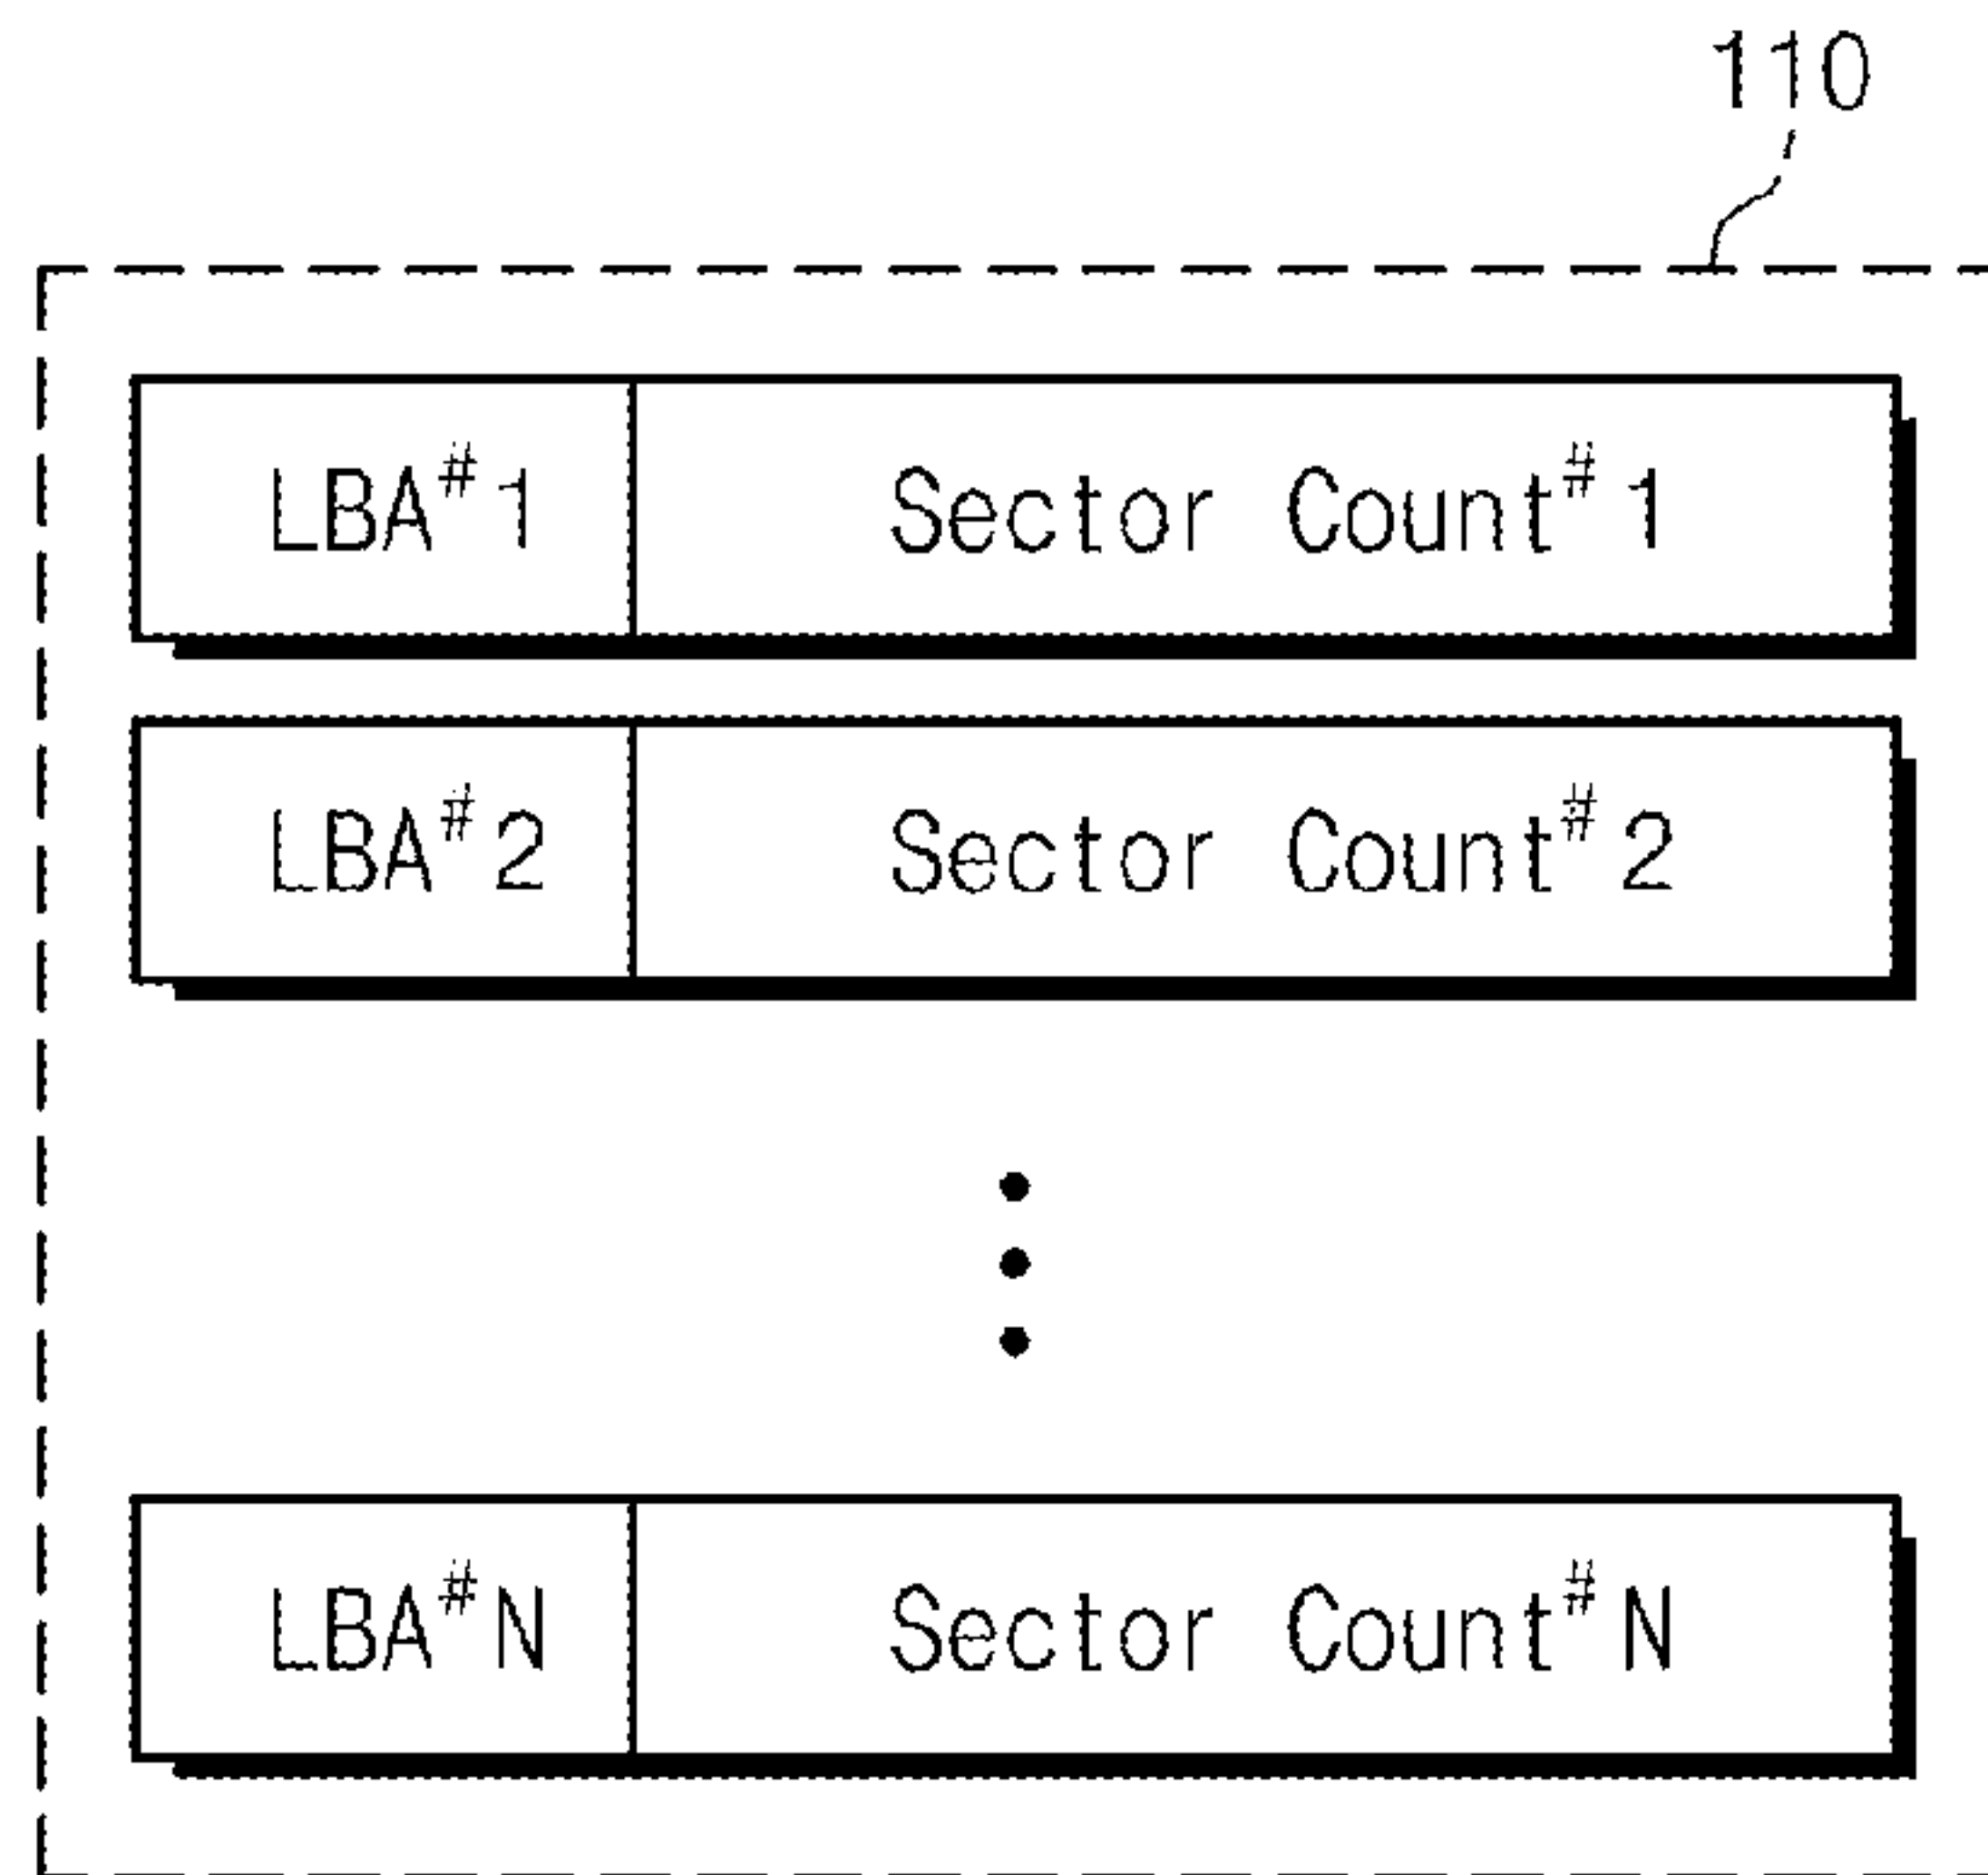 110
LBA#1 Sector Count#1
LBA#2 Sector Count#2
LBA#N Sector Count#N